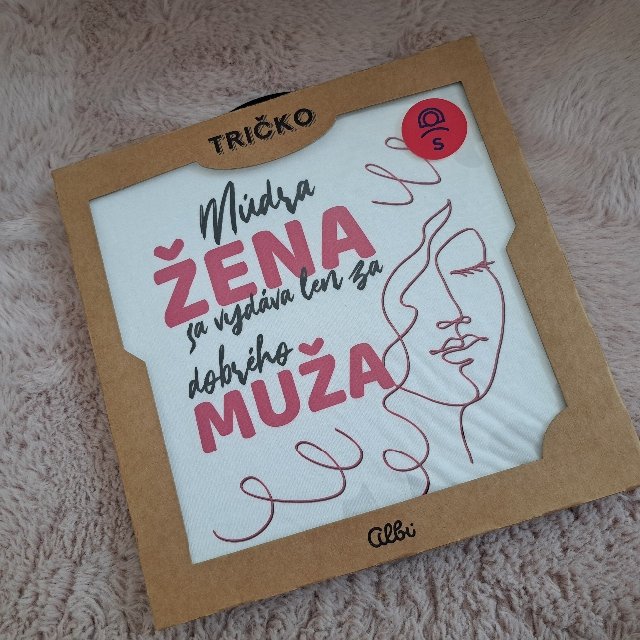 TRIČKO
S
Múdra
ŽENA
sa vydáva len za
dobrého
MUŽA
albi